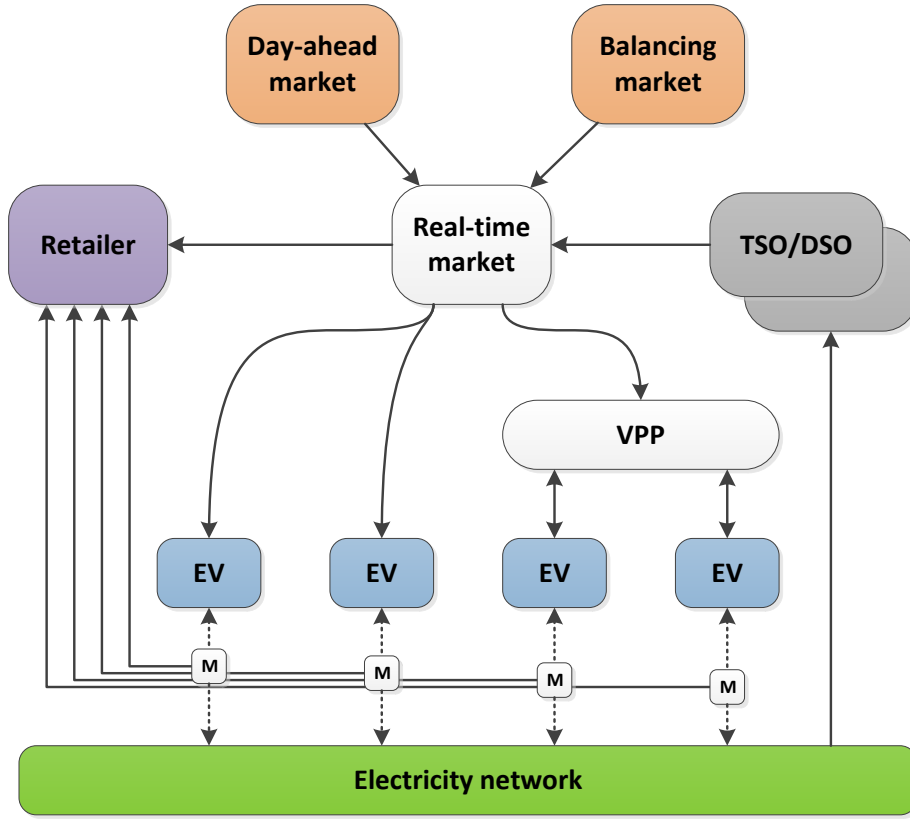 Day-ahead
market
Balancing
market
Retailer
Real-time
market
TSO/DSO
VPP
EV
EV
EV
EV
M
M
M
M
Electricity network